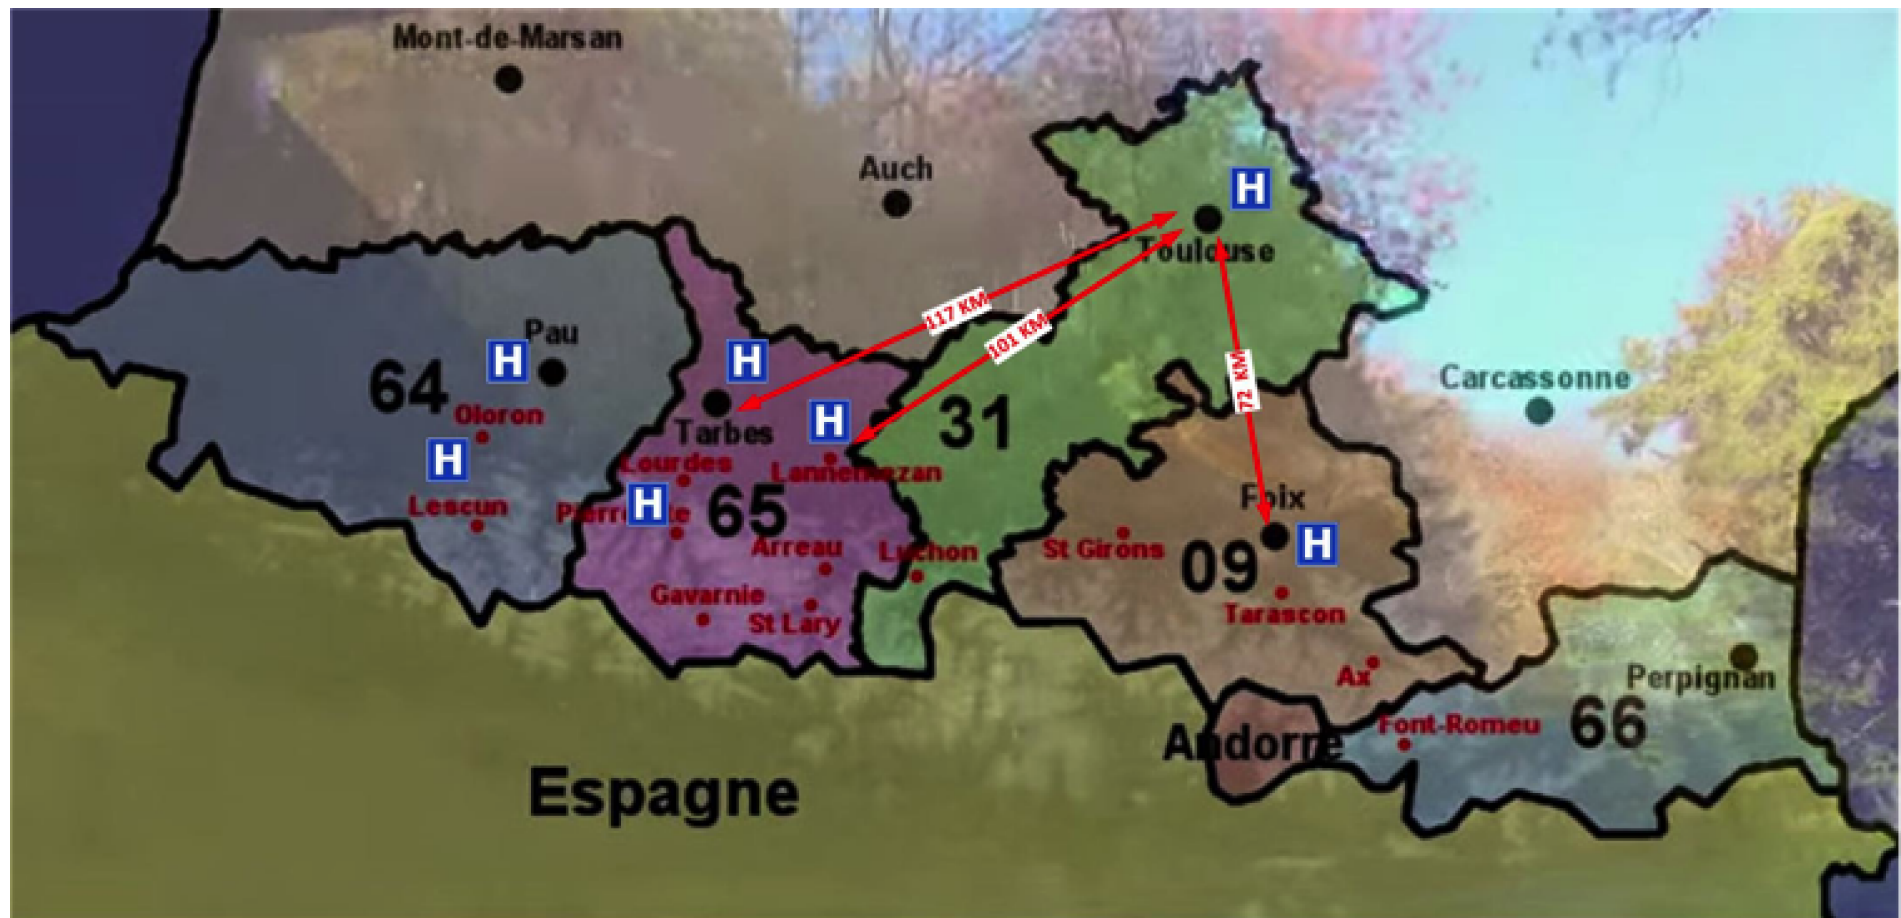 Mont-de-Marsan
Auch
H
Toulouse
117 KM
101 KM
72 KM
Pau
H
64
Oloron
H
Lescun
H
Tarbes
H
Lannemezan
Lourdes
H
65
Arreau
Gavarnie
St Lary
31
Luchon
Carcassonne
Foix
H
St Girons
09
Tarascon
Ax
Andorre
Font-Romeu
66
Perpignan
Espagne